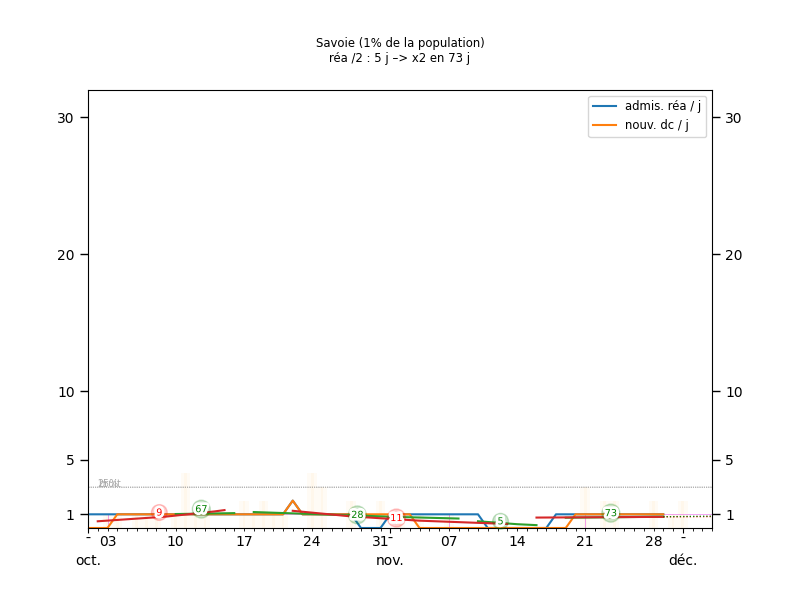 Savoie (1% de la population)
réa /2 : 5 j –> x2 en 73 j
admis. réa / j
nouv. dc / j
30 30
20 20
10 10
5 5
1 1
9 67 28 11 5 73
- 03 10 17 24 31 07 14 21 28 -
oct. nov. déc.